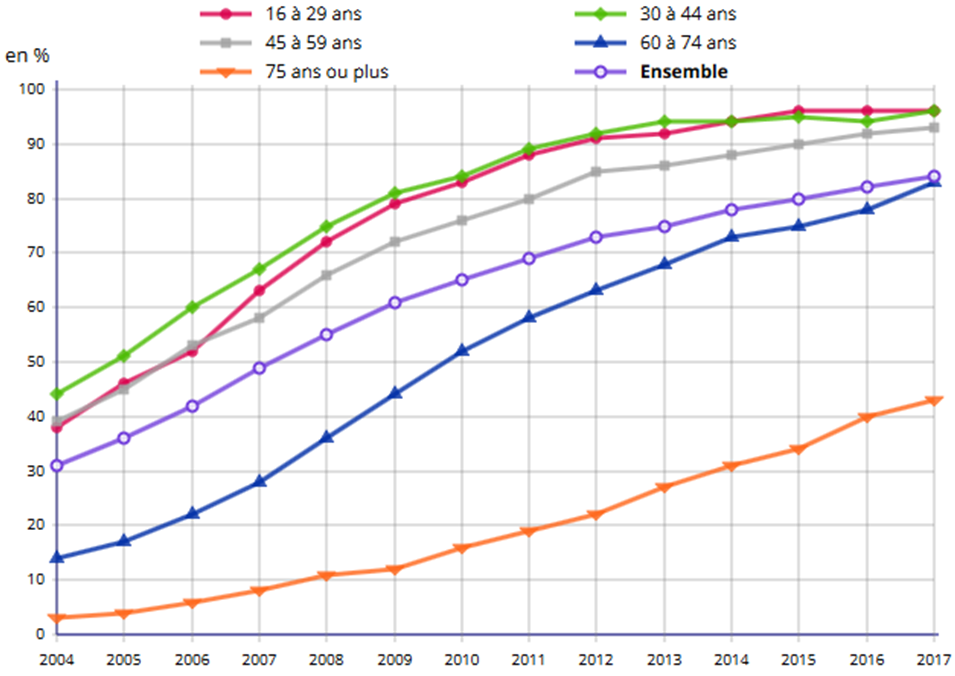 16 à 29 ans
30 à 44 ans
45 à 59 ans
60 à 74 ans
en %
75 ans ou plus
Ensemble
100
90
80
70
60
50
40
30
20
10
0
2004 2005 2006 2007 2008 2009 2010 2011 2012 2013 2014 2015 2016 2017